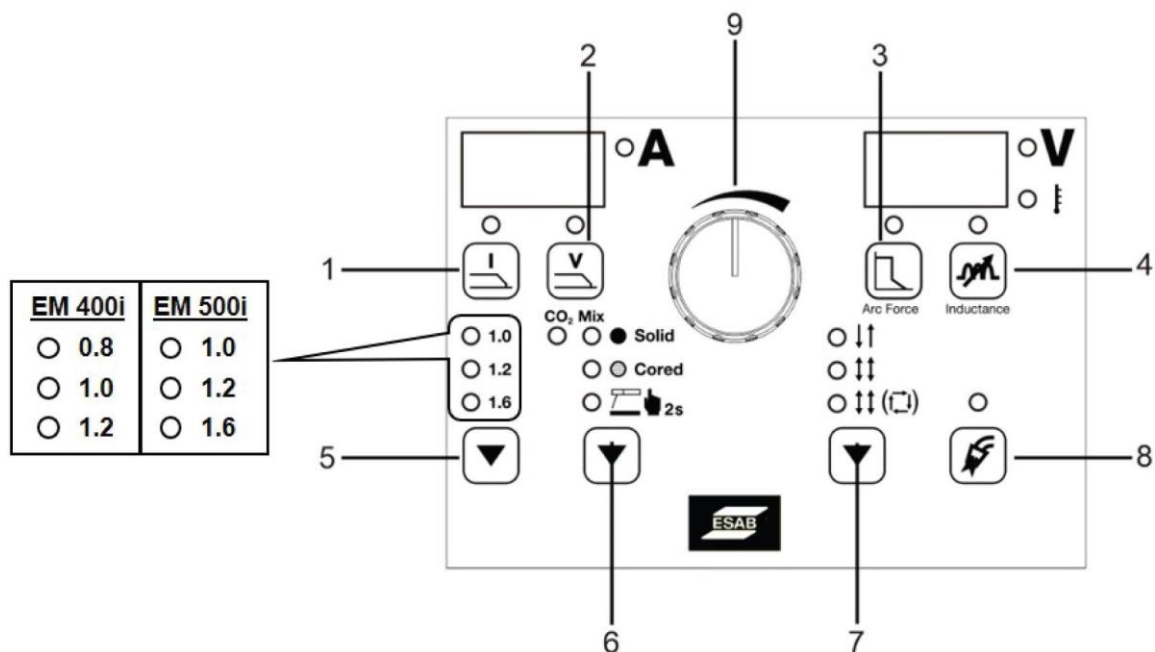 9
2
3
A
V
1
I
V
4
Arc Force
Inductance
EM 400i
EM 500i
0.8
1.0
1.0
1.2
1.2
1.6
CO₂ Mix
1.0
Solid
1.2
Cored
1.6
2s
5
8
ESAB
6
7